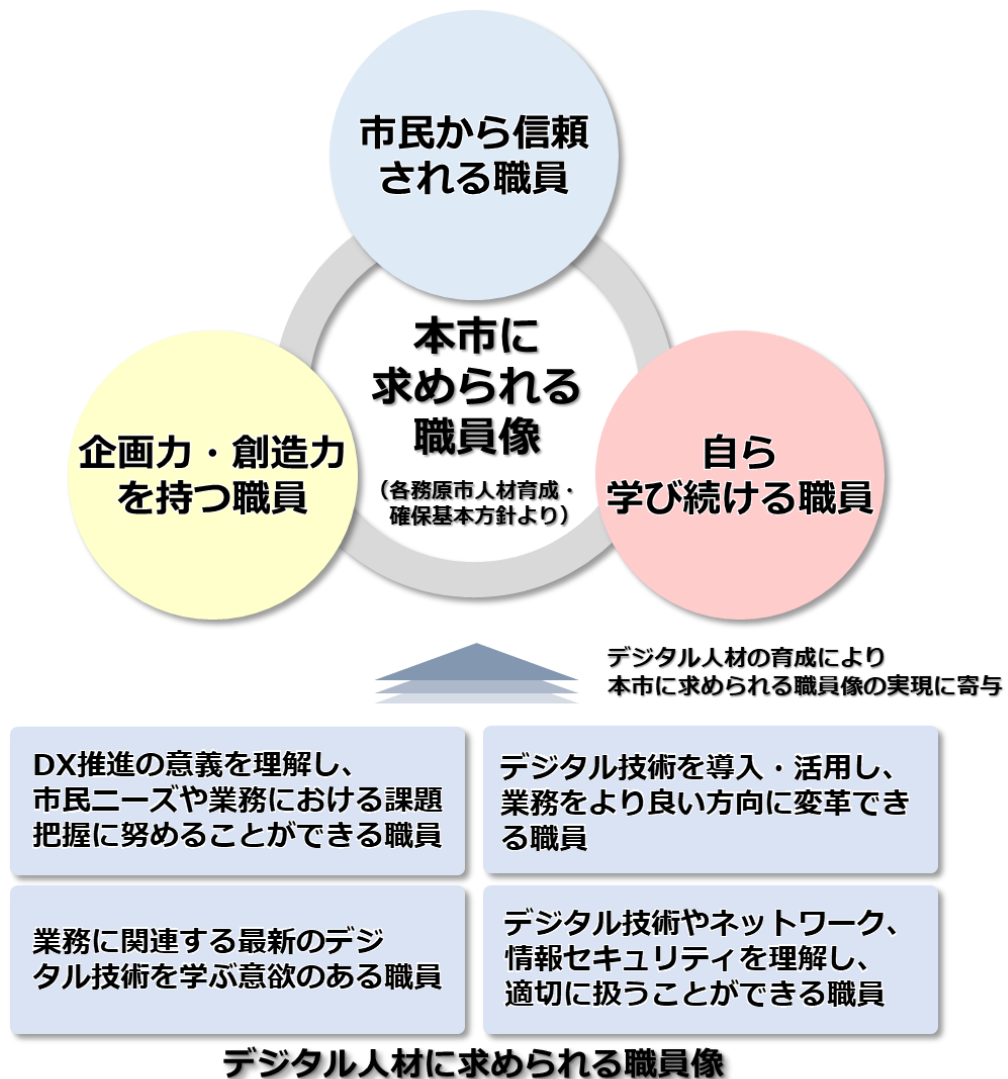 市民から信頼
される職員
本市に
求められる
職員像
（各務原市人材育成・
確保基本方針より）
企画力・創造力
を持つ職員
自ら
学び続ける職員
デジタル人材の育成により
本市に求められる職員像の実現に寄与
DX推進の意義を理解し、
市民ニーズや業務における課題
把握に努めることができる職員
デジタル技術を導入・活用し、
業務をより良い方向に変革でき
る職員
業務に関連する最新のデジ
タル技術を学ぶ意欲のある職員
デジタル技術やネットワーク、
情報セキュリティを理解し、
適切に扱うことができる職員
デジタル人材に求められる職員像